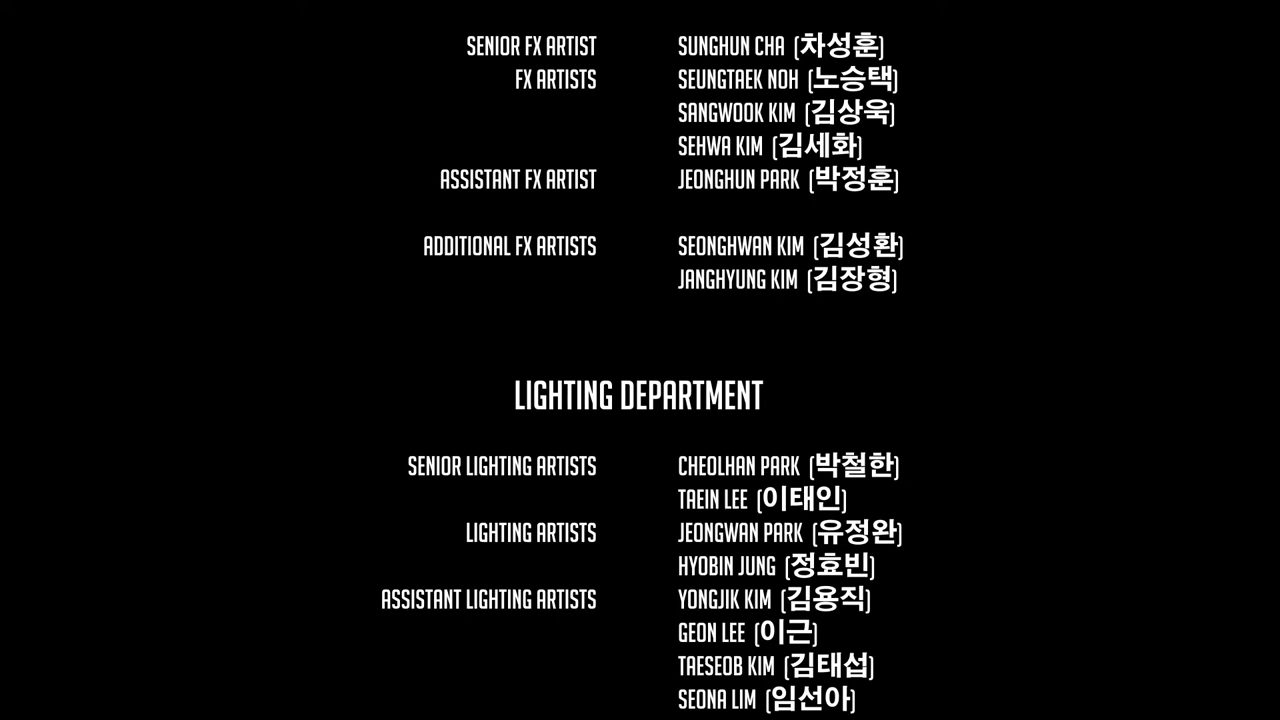 SENIOR FX ARTIST SUNGHUN CHA (차성훈)
FX ARTISTS SEUNGTAEK NOH (노승택)
SANGWOOK KIM (김상욱)
SEHWA KIM (김세화)
ASSISTANT FX ARTIST JEONGHUN PARK (박정훈)
ADDITIONAL FX ARTISTS SEONGHWAN KIM (김성환)
JANGHYUNG KIM (김장형)
LIGHTING DEPARTMENT
SENIOR LIGHTING ARTISTS CHEOLHAN PARK (박철한)
TAEIN LEE (이태인)
LIGHTING ARTISTS JEONGWAN PARK (유정완)
HYOBIN JUNG (정효빈)
ASSISTANT LIGHTING ARTISTS YONGJIK KIM (김용직)
GEON LEE (이근)
TAESEOB KIM (김태섭)
SEONA LIM (임선아)